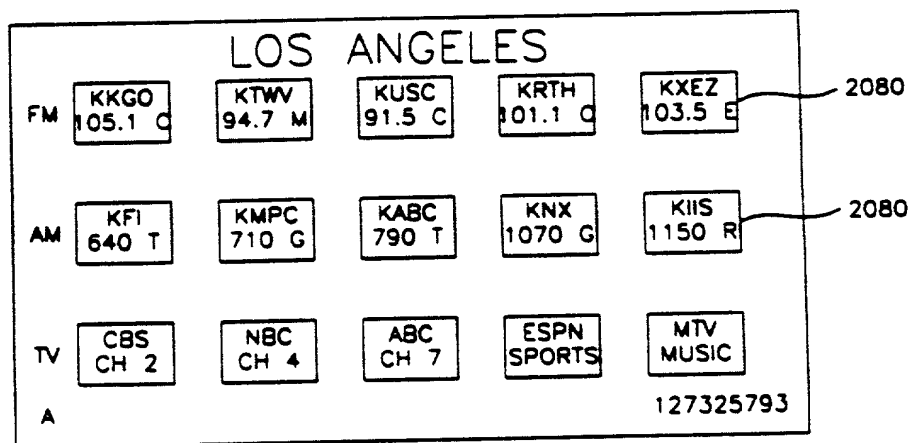 LOS ANGELES
FM
KKGO
105.1 C
KTWV
94.7 M
KUSC
91.5 C
KRTH
101.1 O
KXEZ
103.5 E
2080
AM
KFI
640 T
KMPC
710 G
KABC
790 T
KNX
1070 G
KIIS
1150 R
2080
TV
CBS
CH 2
NBC
CH 4
ABC
CH 7
ESPN
SPORTS
MTV
MUSIC
A
127325793